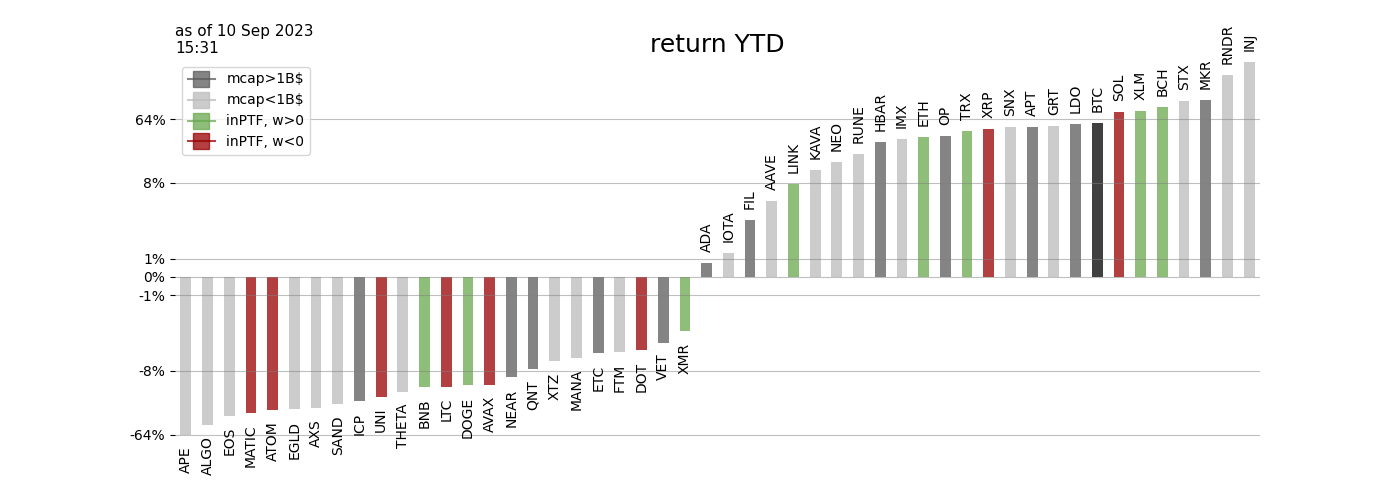 as of 10 Sep 2023
15:31
return YTD
mcap>1B$
mcap<1B$
inPTF, w>0
inPTF, w<0
64%
8%
1%
0%
-1%
-8%
-64%
APE
ALGO
EOS
MATIC
ATOM
EGLD
AXS
SAND
ICP
UNI
THETA
BNB
LTC
DOGE
AVAX
NEAR
QNT
XTZ
MANA
ETC
FTM
DOT
VET
XMR
ADA
IOTA
FIL
AAVE
LINK
KAVA
NEO
RUNE
HBAR
IMX
ETH
OP
TRX
XRP
SNX
APT
GRT
LDO
BTC
SOL
XLM
BCH
STX
MKR
RNDR
INJ